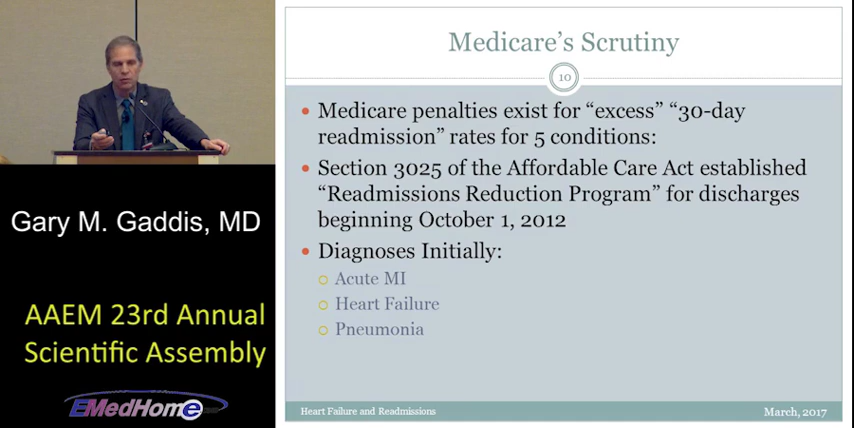 Medicare's Scrutiny
10
• Medicare penalties exist for “excess” “30-day
readmission” rates for 5 conditions:
• Section 3025 of the Affordable Care Act established
“Readmissions Reduction Program” for discharges
beginning October 1, 2012
• Diagnoses Initially:
Acute MI
Heart Failure
Pneumonia
Heart Failure and Readmissions
March, 2017
Gary M. Gaddis, MD
AAEM 23rd Annual
Scientific Assembly
EMedHome